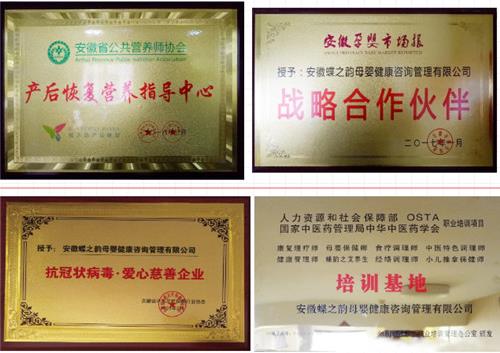 安徽省公共营养师协会
Anhui Province Public Nutrition Association
产后恢复营养指导中心
安徽孕婴市场报
授予:安徽蝶之韵母婴健康咨询管理有限公司
战略合作伙伴
二〇一七年一月
授予:安徽蝶之韵母婴健康咨询管理有限公司
抗冠状病毒·爱心慈善企业
人力资源和社会保障部 OSTA
国家中医药管理局中华中医药学会
职业培训项目
康复理疗师 母婴保健师 食疗调理师 中医特色调理师
健康管理师 经络调理师 小儿推拿保健师
培训基地
安徽蝶之韵母婴健康咨询管理有限公司